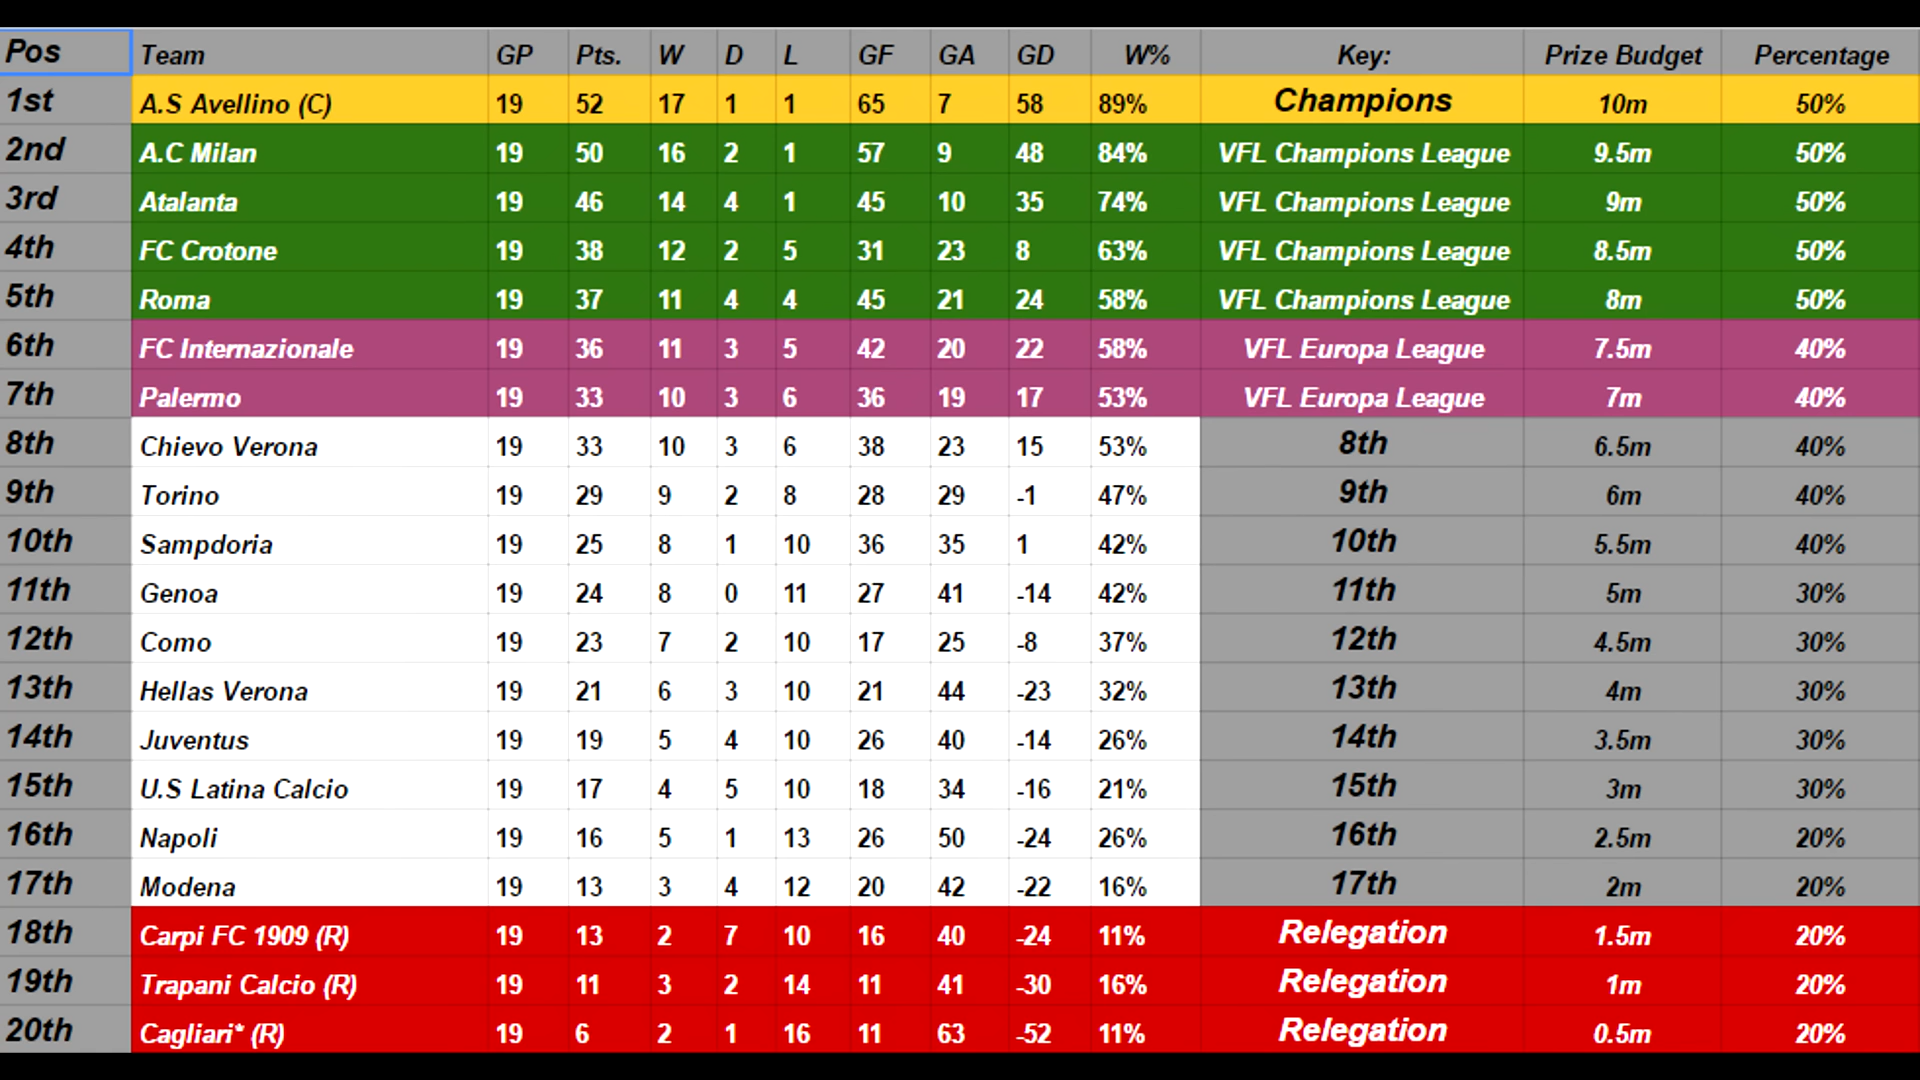 Pos Team GP Pts. W D L GF GA GD W% Key: Prize Budget Percentage
1st A.S Avellino (C) 19 52 17 1 1 65 7 58 89% Champions 10m 50%
2nd A.C Milan 19 50 16 2 1 57 9 48 84% VFL Champions League 9.5m 50%
3rd Atalanta 19 46 14 4 1 45 10 35 74% VFL Champions League 9m 50%
4th FC Crotone 19 38 12 2 5 31 23 8 63% VFL Champions League 8.5m 50%
5th Roma 19 37 11 4 4 45 21 24 58% VFL Champions League 8m 50%
6th FC Internazionale 19 36 11 3 5 42 20 22 58% VFL Europa League 7.5m 40%
7th Palermo 19 33 10 3 6 36 19 17 53% VFL Europa League 7m 40%
8th Chievo Verona 19 33 10 3 6 38 23 15 53% 8th 6.5m 40%
9th Torino 19 29 9 2 8 28 29 -1 47% 9th 6m 40%
10th Sampdoria 19 25 8 1 10 36 35 1 42% 10th 5.5m 40%
11th Genoa 19 24 8 0 11 27 41 -14 42% 11th 5m 30%
12th Como 19 23 7 2 10 17 25 -8 37% 12th 4.5m 30%
13th Hellas Verona 19 21 6 3 10 21 44 -23 32% 13th 4m 30%
14th Juventus 19 19 5 4 10 26 40 -14 26% 14th 3.5m 30%
15th U.S Latina Calcio 19 17 4 5 10 18 34 -16 21% 15th 3m 30%
16th Napoli 19 16 5 1 13 26 50 -24 26% 16th 2.5m 20%
17th Modena 19 13 3 4 12 20 42 -22 16% 17th 2m 20%
18th Carpi FC 1909 (R) 19 13 2 7 10 16 40 -24 11% Relegation 1.5m 20%
19th Trapani Calcio (R) 19 11 3 2 14 11 41 -30 16% Relegation 1m 20%
20th Cagliari* (R) 19 6 2 1 16 11 63 -52 11% Relegation 0.5m 20%